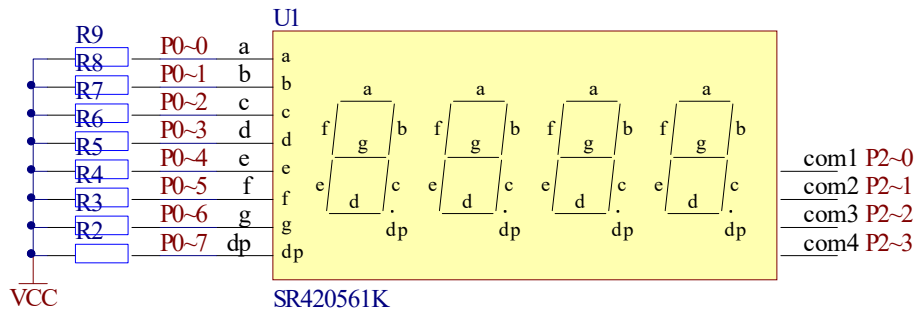 U1
R9 P0~0 a a
R8 P0~1 b b
R7 P0~2 c c
R6 P0~3 d d
R5 P0~4 e e
R4 P0~5 f f
R3 P0~6 g g
R2 P0~7 dp dp
a a a a
f b f b f b f b
g g g g
e c e c e c e c
d d d d
dp dp dp dp
com1 P2~0
com2 P2~1
com3 P2~2
com4 P2~3
VCC
SR420561K